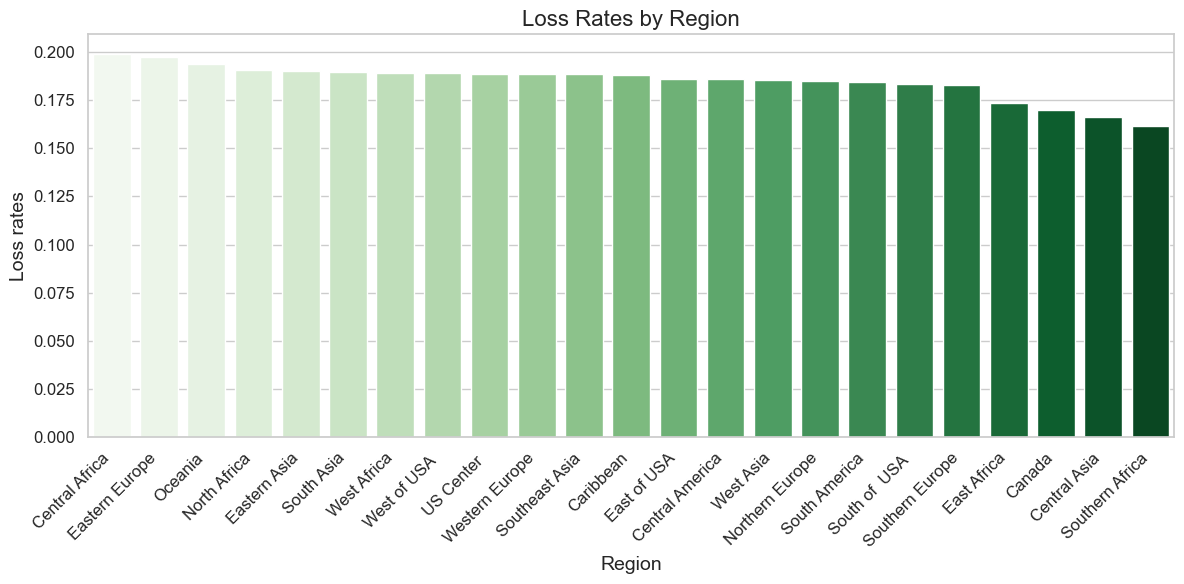 Loss Rates by Region
Loss rates
0.200
0.175
0.150
0.125
0.100
0.075
0.050
0.025
0.000
Central Africa
Eastern Europe
Oceania
North Africa
Eastern Asia
South Asia
West Africa
West of USA
US Center
Western Europe
Southeast Asia
Caribbean
East of USA
Central America
West Asia
Northern Europe
South America
South of  USA
Southern Europe
East Africa
Canada
Central Asia
Southern Africa
Region